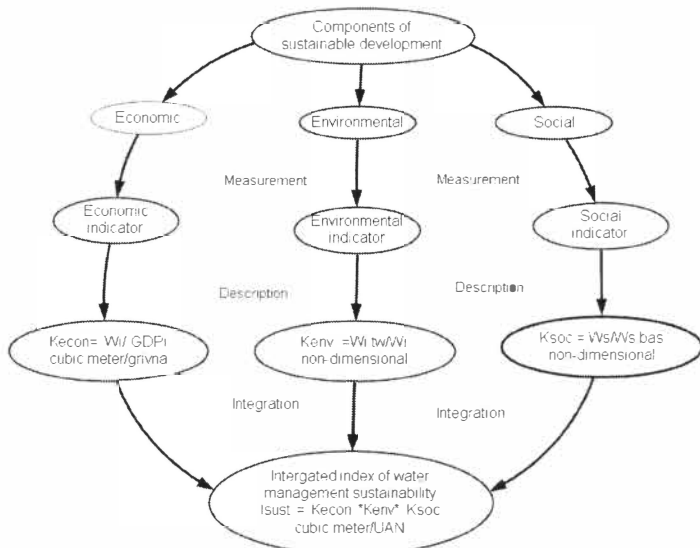 Components of
sustainable development
Economic
Environmental
Social
Measurement
Measurement
Economic
indicator
Environmental
indicator
Social
indicator
Description
Description
Kecon= Wi/ GDPi
cubic meter/grivna
Kenv =Wi tw/Wi
non-dimensional
Ksoc = Ws/Ws bas
non-dimensional
Integration
Integration
Intergated index of water
management sustainability
Isust = Kecon *Kenv* Ksoc
cubic meter/UAN